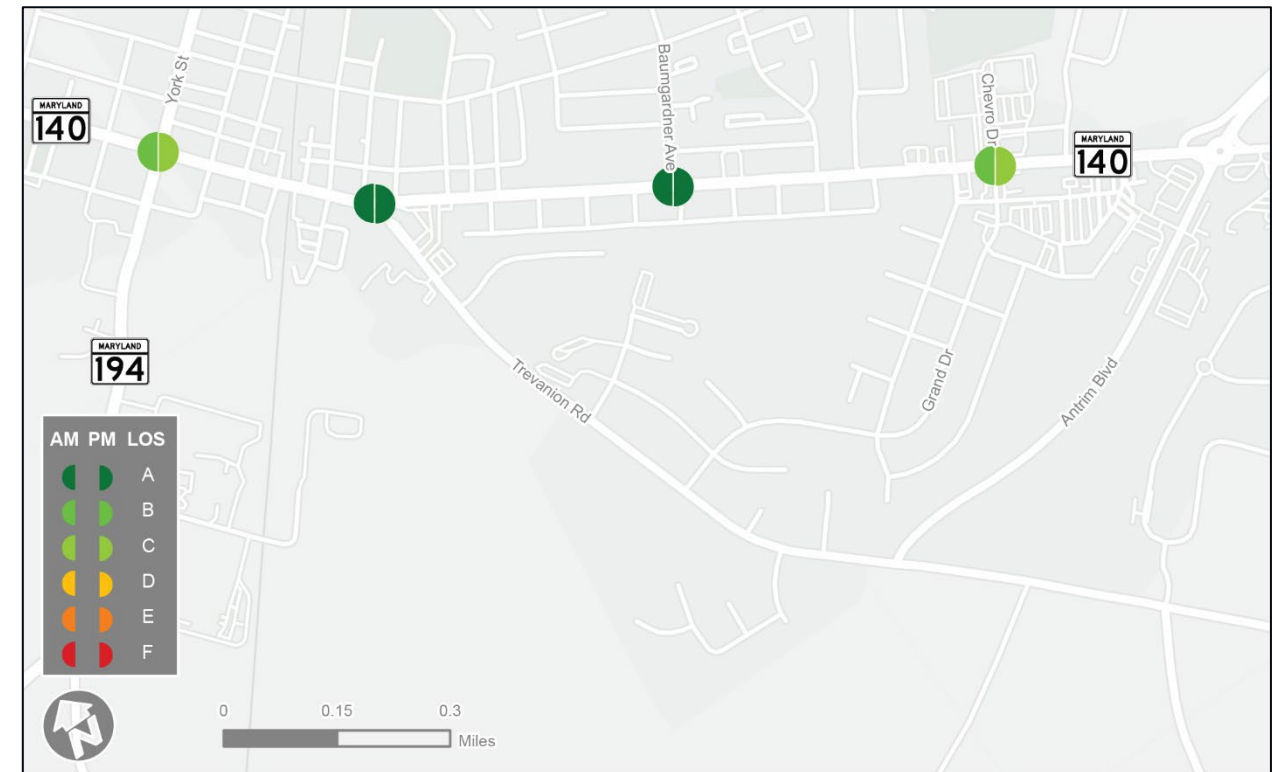 York St
Baumgardner Ave
Chevro Dr
MARYLAND
140
MARYLAND
140
MARYLAND
194
Trevanion Rd
Grand Dr
Antrim Blvd
AM PM LOS
A
B
C
D
E
F
N
0 0.15 0.3
Miles